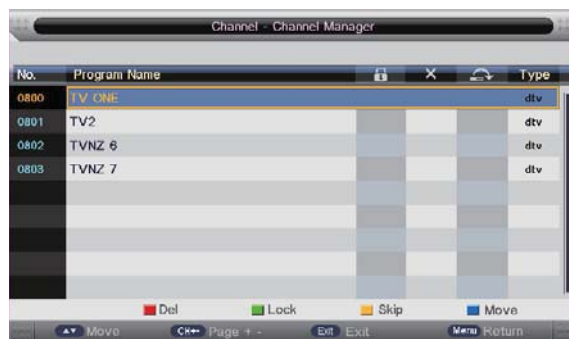 Channel - Channel Manager
No. Program Name Type
0800 TV ONE dtv
0801 TV2 dtv
0802 TVNZ 6 dtv
0803 TVNZ 7 dtv
Del Lock Skip Move
Move CH+- Page + - Exit Exit Menu Return